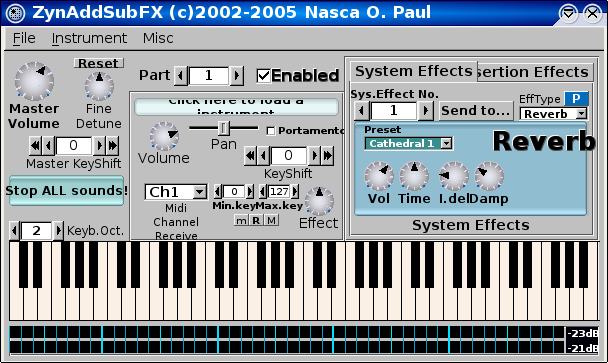 ZynAddSubFX (c)2002-2005 Nasca O. Paul
File Instrument Misc
Master Volume
Reset
Fine Detune
0
Master KeyShift
Stop ALL sounds!
2 Keyb.Oct.
Part 1 Enabled
Click here to load a instrument
Volume
Pan
Portamento
0
KeyShift
Ch1
Midi Channel Receive
0 127
Min.key Max.key
m R M
Effect
System Effects sertion Effects
Sys.Effect No.
1
Send to...
EffType P
Reverb
Preset
Cathedral 1
Reverb
Vol Time I.del Damp
System Effects
-23dB
-21dB